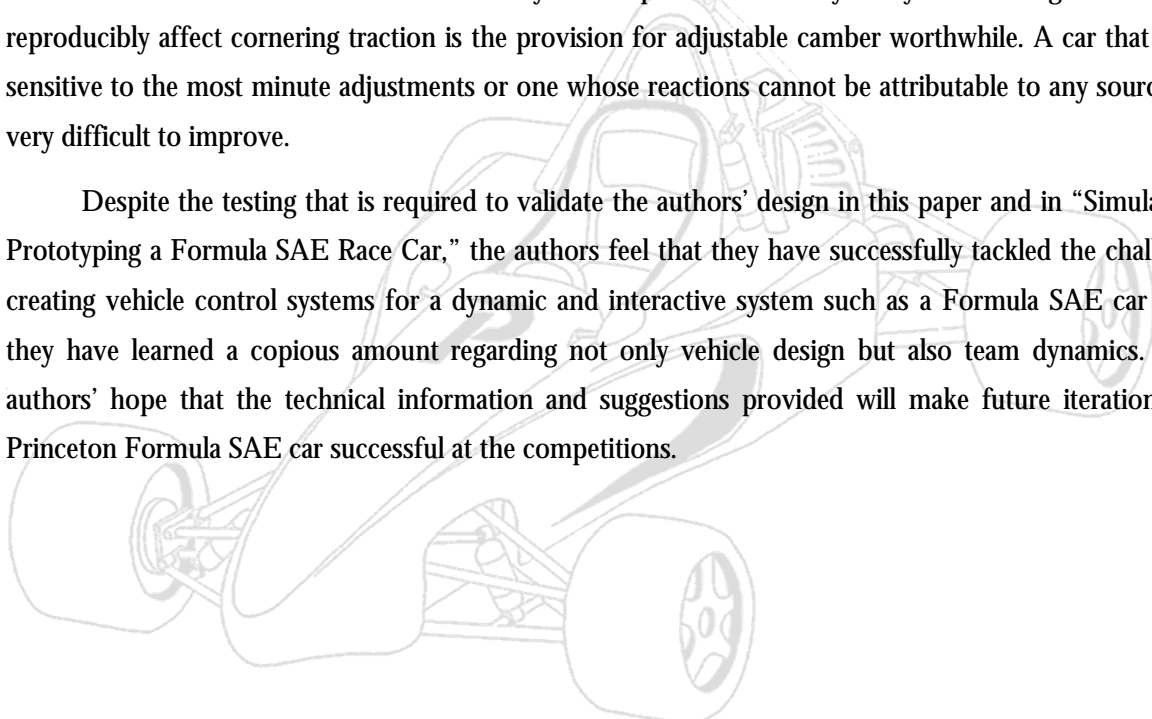 reproducibly affect cornering traction is the provision for adjustable camber worthwhile. A car that
sensitive to the most minute adjustments or one whose reactions cannot be attributable to any
very difficult to improve.
Despite the testing that is required to validate the authors’ design in this paper and in
Prototyping a Formula SAE Race Car,” the authors feel that they have successfully tackled the
creating vehicle control systems for a dynamic and interactive system such as a Formula SAE car
they have learned a copious amount regarding not only vehicle design but also team dynamics.
authors’ hope that the technical information and suggestions provided will make future
Princeton Formula SAE car successful at the competitions.